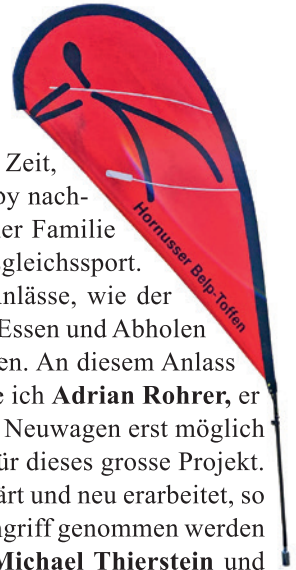 Zeit,
by nach-
er Familie
gleichssport.
nlässe, wie der
Essen und Abholen
en. An diesem Anlass
e ich Adrian Rohrer, er
Neuwagen erst möglich
ür dieses grosse Projekt.
ärt und neu erarbeitet, so
ngriff genommen werden
Michael Thierstein und
Hornusser Belp-Toffen